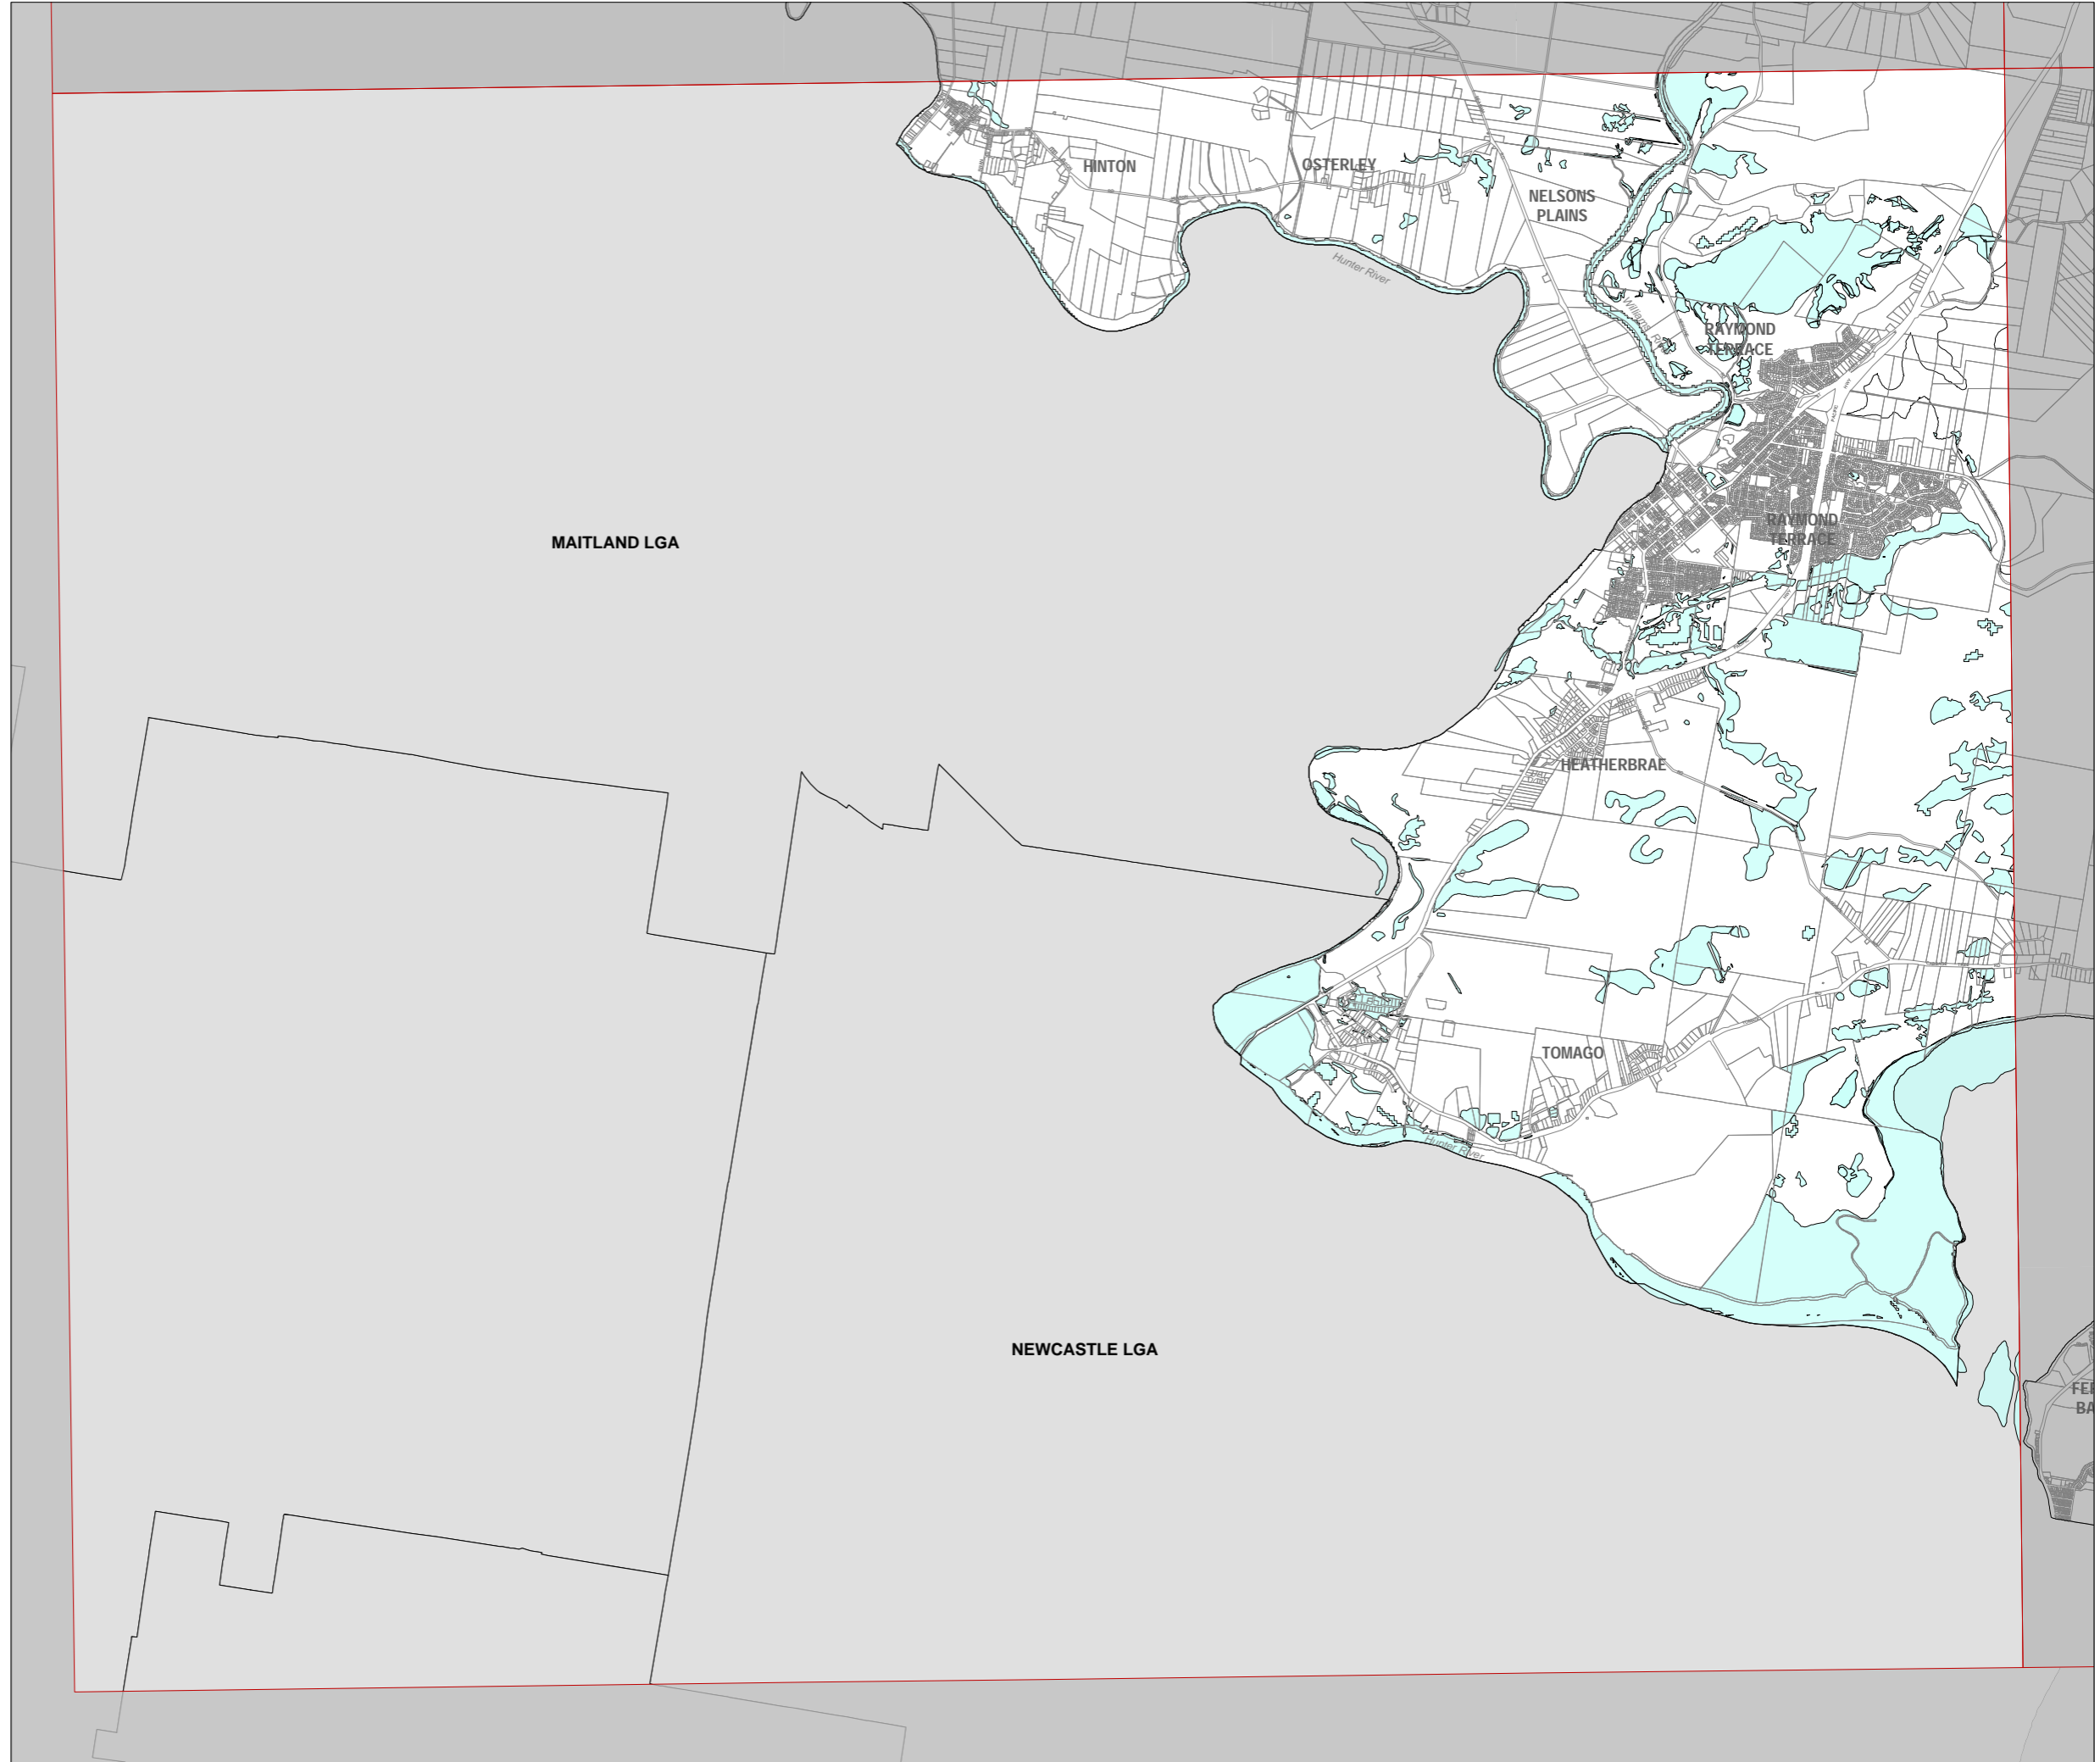 HINTON
OSTERLEY
NELSONS
PLAINS
Hunter River
RAYMOND
TERRACE
MAITLAND LGA
RAYMOND
TERRACE
HEATHERBRAE
TOMAGO
Hunter River
NEWCASTLE LGA